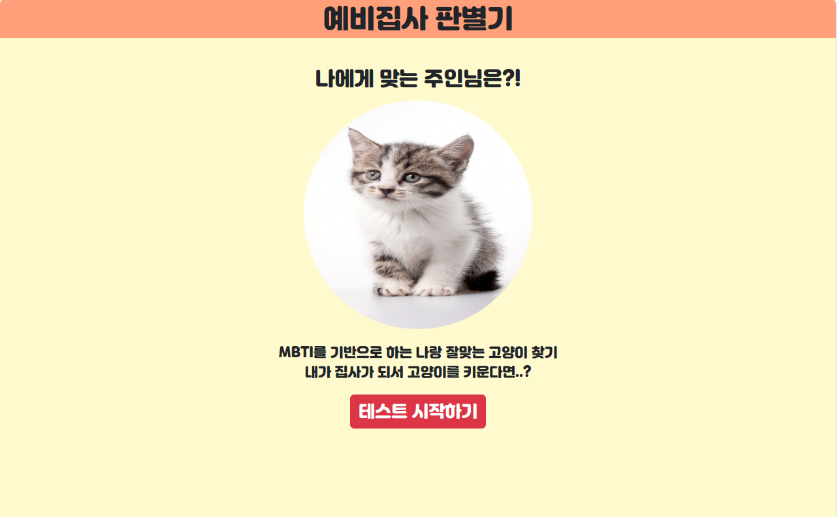 예비집사 판별기
나에게 맞는 주인님은?!
MBTI를 기반으로 하는 나랑 잘맞는 고양이 찾기
내가 집사가 되서 고양이를 키운다면..?
테스트 시작하기